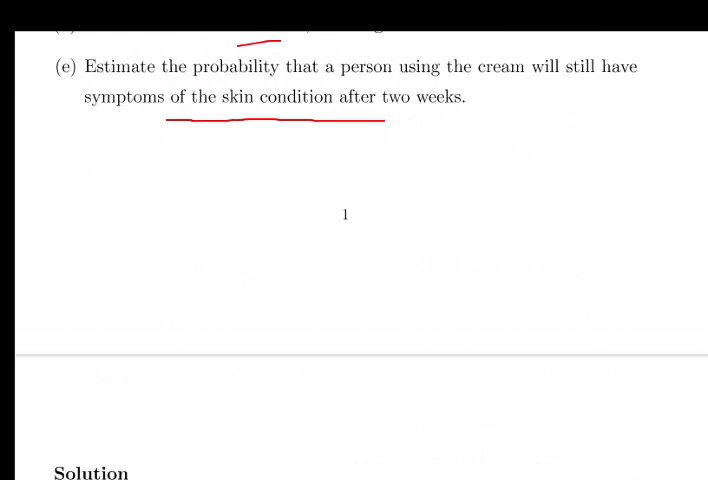 (e) Estimate the probability that a person using the cream will still have
symptoms of the skin condition after two weeks.
1
Solution